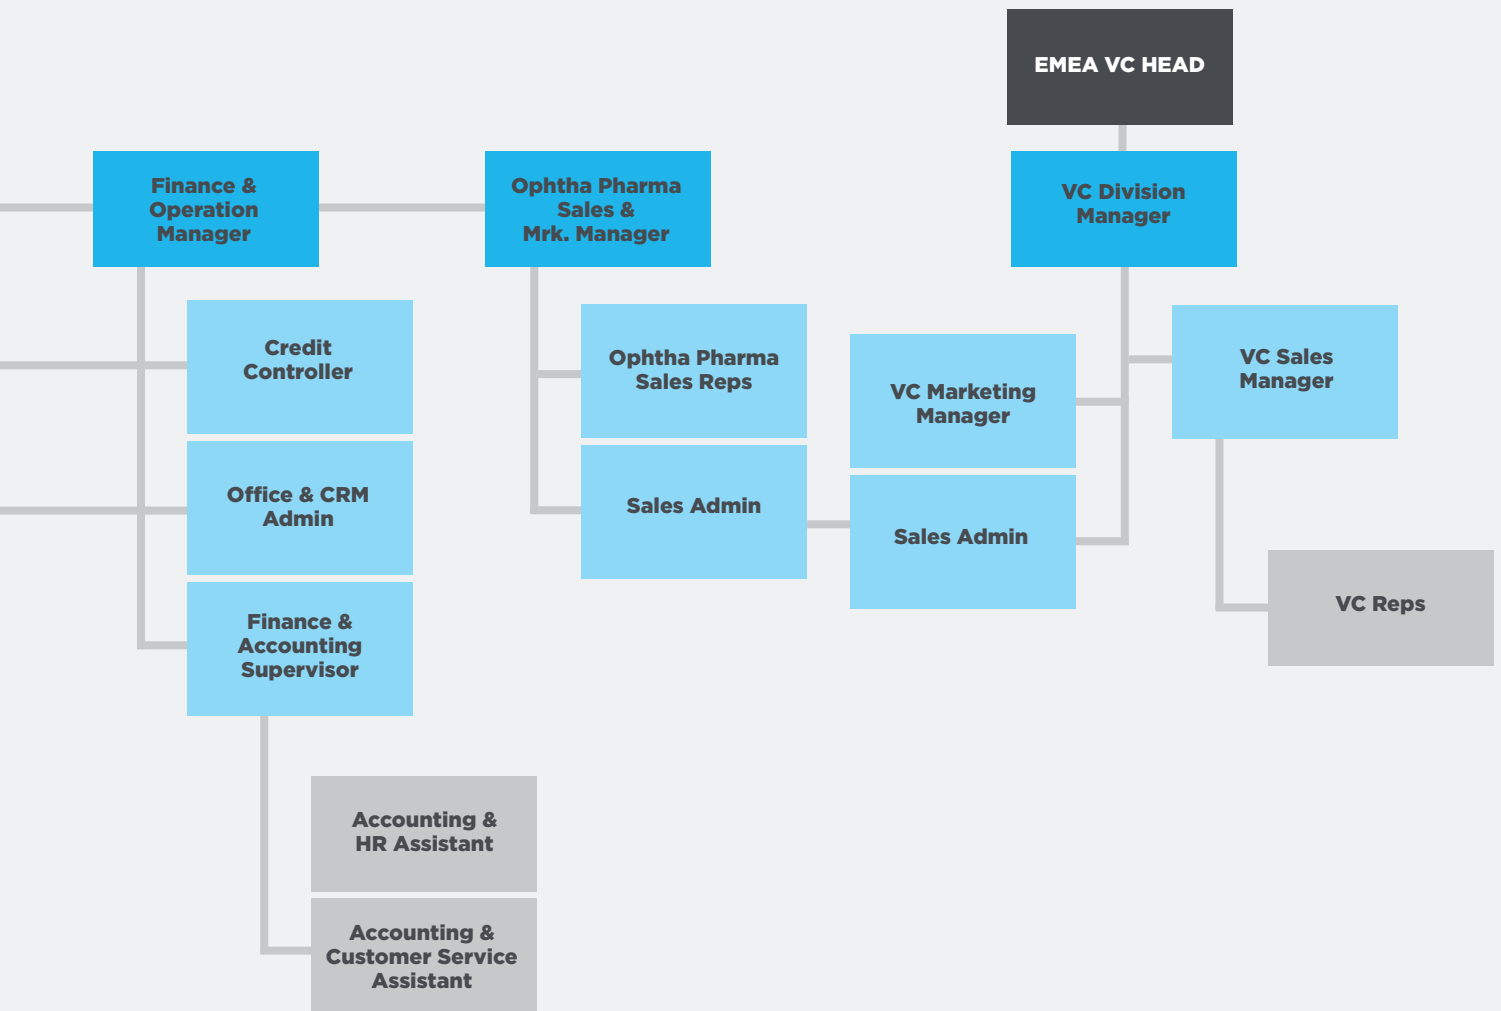 EMEA VC HEAD
Finance &
Operation
Manager
Ophtha Pharma
Sales &
Mrk. Manager
VC Division
Manager
Credit
Controller
Office & CRM
Admin
Finance &
Accounting
Supervisor
Accounting &
HR Assistant
Accounting &
Customer Service
Assistant
Ophtha Pharma
Sales Reps
Sales Admin
VC Marketing
Manager
Sales Admin
VC Sales
Manager
VC Reps